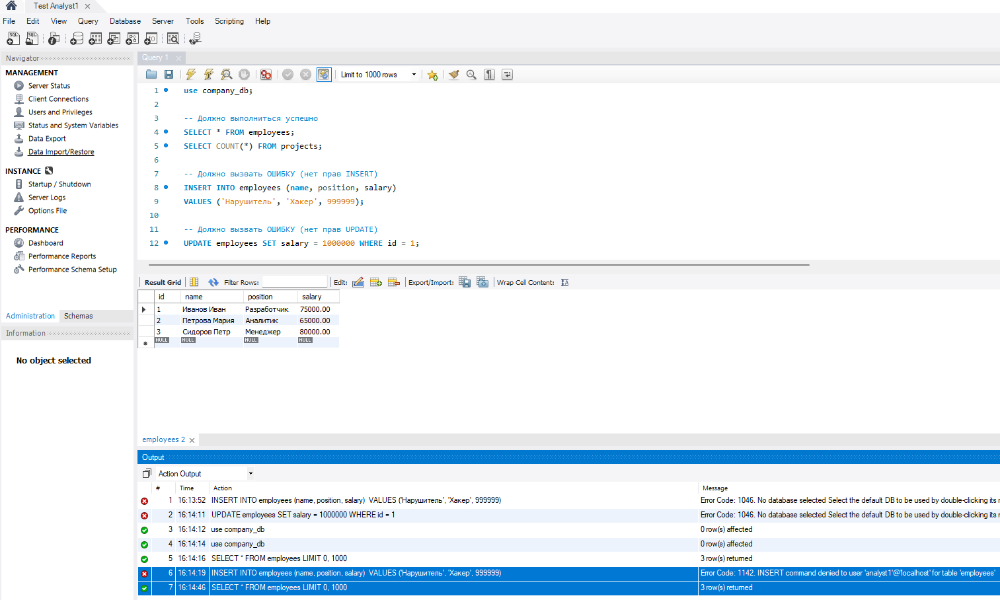 Test Analyst1
File Edit View Query Database Server Tools Scripting Help
Navigator
MANAGEMENT
Server Status
Client Connections
Users and Privileges
Status and System Variables
Data Export
Data Import/Restore
INSTANCE
Startup / Shutdown
Server Logs
Options File
PERFORMANCE
Dashboard
Performance Reports
Performance Schema Setup
Administration Schemas
Information
No object selected
Query 1
Limit to 1000 rows
1 use company_db;
2
3 -- Должно выполниться успешно
4 SELECT * FROM employees;
5 SELECT COUNT(*) FROM projects;
6
7 -- Должно вызвать ОШИБКУ (нет прав INSERT)
8 INSERT INTO employees (name, position, salary)
9 VALUES ('Нарушитель', 'Хакер', 999999);
10
11 -- Должно вызвать ОШИБКУ (нет прав UPDATE)
12 UPDATE employees SET salary = 1000000 WHERE id = 1;
Result Grid Filter Rows: Edit: Export/Import: Wrap Cell Content:
id name position salary
1 Иванов Иван Разработчик 75000.00
2 Петрова Мария Аналитик 65000.00
3 Сидоров Петр Менеджер 80000.00
NULL NULL NULL NULL
employees 2
Output
Action Output
# Time Action Message
1 16:13:52 INSERT INTO employees (name, position, salary) VALUES ('Нарушитель', 'Хакер', 999999) Error Code: 1046. No database selected Select the default DB to be used by double-clicking its
2 16:14:11 UPDATE employees SET salary = 1000000 WHERE id = 1 Error Code: 1046. No database selected Select the default DB to be used by double-clicking its
3 16:14:12 use company_db 0 row(s) affected
4 16:14:14 use company_db 0 row(s) affected
5 16:14:16 SELECT * FROM employees LIMIT 0, 1000 3 row(s) returned
6 16:14:19 INSERT INTO employees (name, position, salary) VALUES ('Нарушитель', 'Хакер', 999999) Error Code: 1142. INSERT command denied to user 'analyst1'@'localhost' for table 'employees'
7 16:14:46 SELECT * FROM employees LIMIT 0, 1000 3 row(s) returned